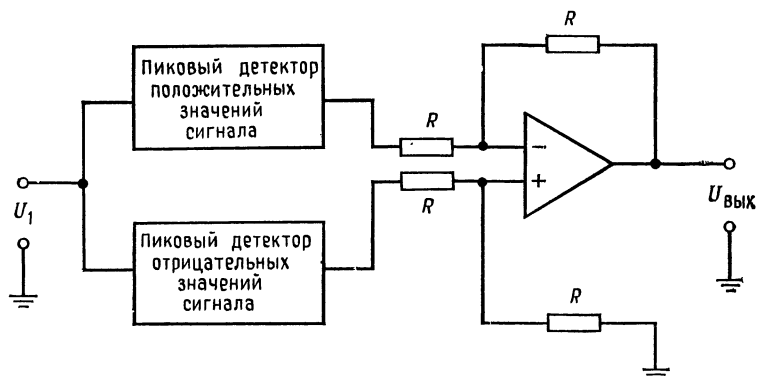 Пиковый детектор
положительных
значений
сигнала
R
R
R
−
+
U₁
Uвых
Пиковый детектор
отрицательных
значений
сигнала
R